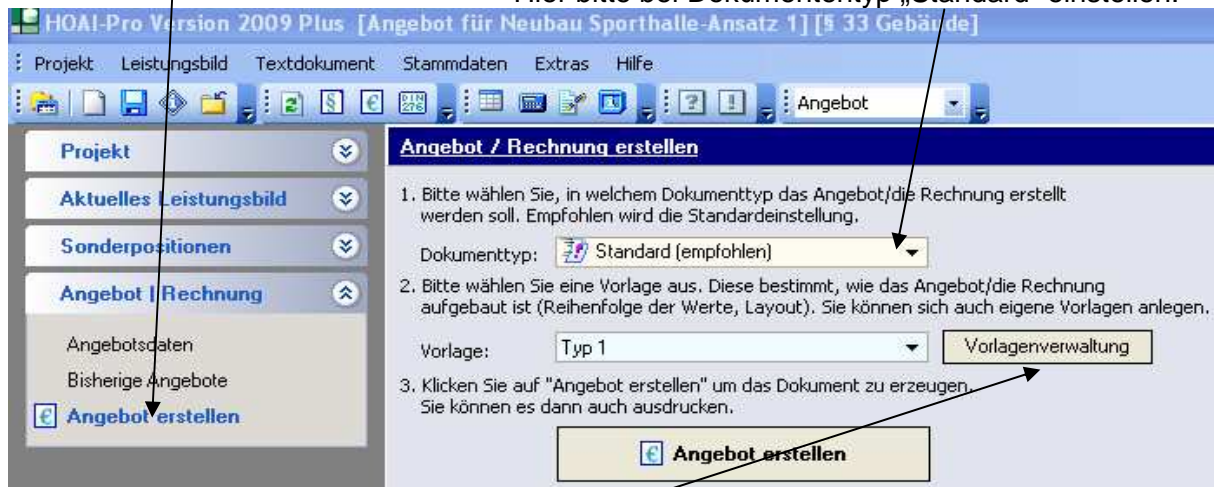 Hier bitte bei Dokumententyp „Standard“ einstellen.
HOAI-Pro Version 2009 Plus [Angebot für Neubau Sporthalle-Ansatz 1] [§ 33 Gebäude]
Projekt Leistungsbild Textdokument Stammdaten Extras Hilfe
Angebot
Projekt
Aktuelles Leistungsbild
Sonderpositionen
Angebot | Rechnung
Angebotsdaten
Bisherige Angebote
Angebot erstellen
Angebot / Rechnung erstellen
1. Bitte wählen Sie, in welchem Dokumenttyp das Angebot/die Rechnung erstellt
werden soll. Empfohlen wird die Standardeinstellung.
Dokumenttyp: Standard (empfohlen)
2. Bitte wählen Sie eine Vorlage aus. Diese bestimmt, wie das Angebot/die Rechnung
aufgebaut ist (Reihenfolge der Werte, Layout). Sie können sich auch eigene Vorlagen anlegen.
Vorlage: Typ 1 Vorlagenverwaltung
3. Klicken Sie auf "Angebot erstellen" um das Dokument zu erzeugen.
Sie können es dann auch ausdrucken.
Angebot erstellen